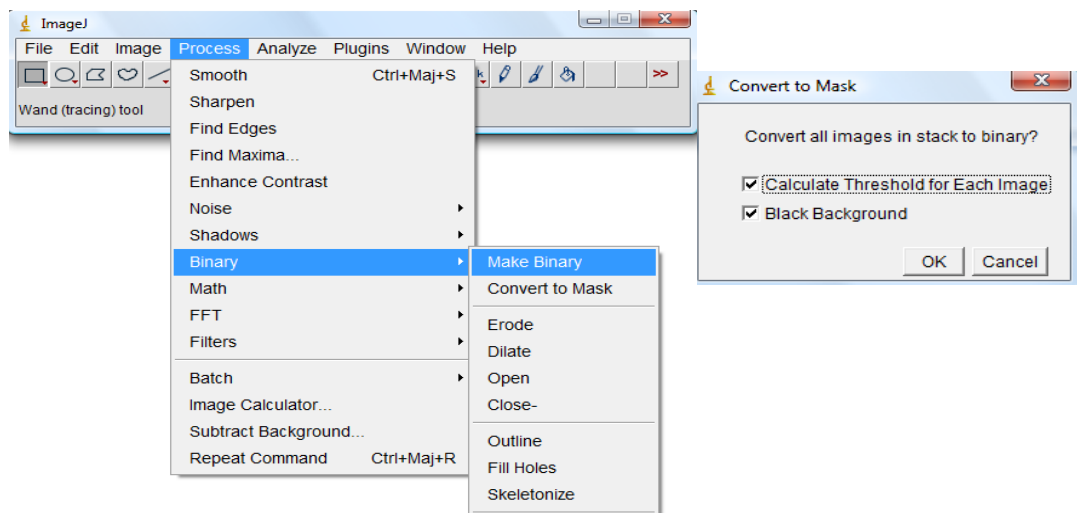 ImageJ
File Edit Image Process Analyze Plugins Window Help
>>
Wand (tracing) tool
Smooth Ctrl+Maj+S
Sharpen
Find Edges
Find Maxima...
Enhance Contrast
Noise
Shadows
Binary
Math
FFT
Filters
Batch
Image Calculator...
Subtract Background...
Repeat Command Ctrl+Maj+R
Make Binary
Convert to Mask
Erode
Dilate
Open
Close-
Outline
Fill Holes
Skeletonize
Convert to Mask
Convert all images in stack to binary?
Calculate Threshold for Each Image
Black Background
OK Cancel